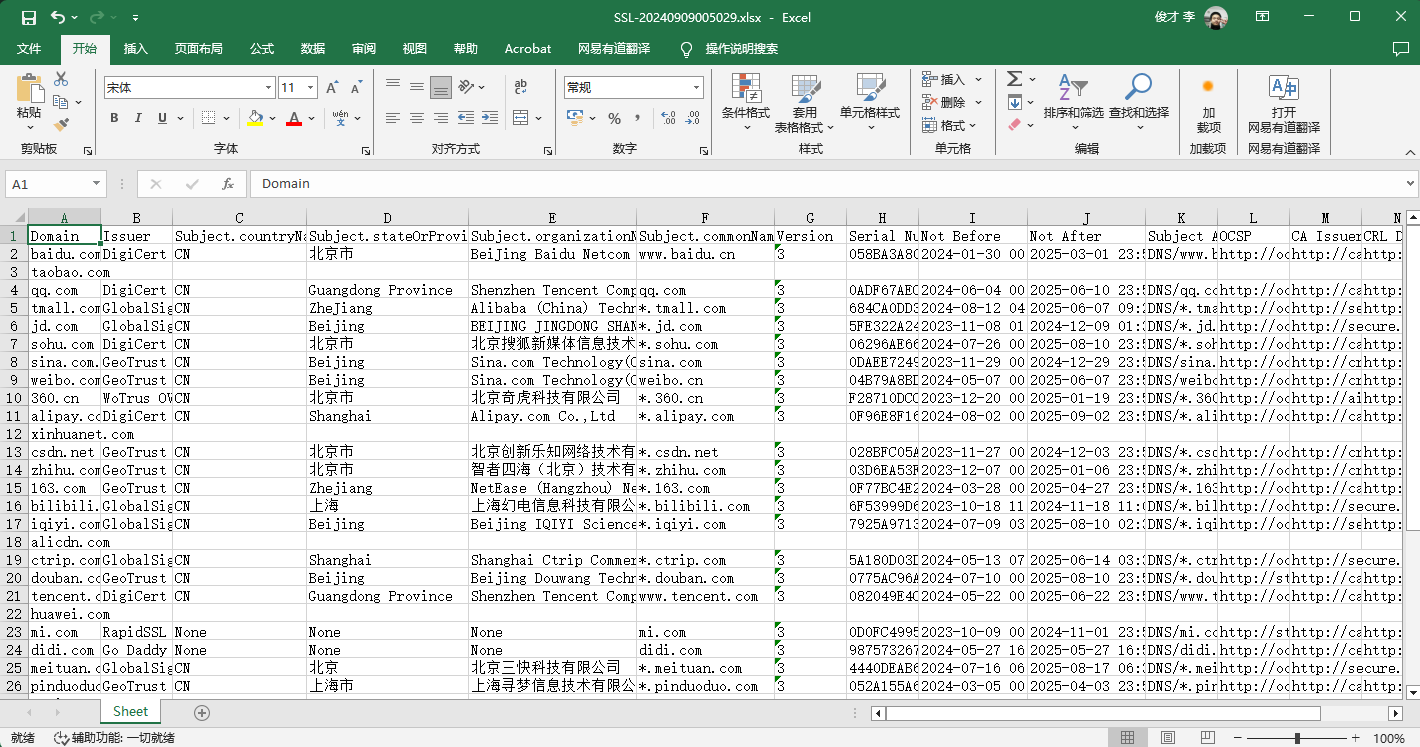 SSL-20240909005029.xlsx - Excel
俊才 李
文件 开始 插入 页面布局 公式 数据 审阅 视图 帮助 Acrobat 网易有道翻译 操作说明搜索
粘贴
剪贴板
宋体 11
B I U wén
字体
ab
对齐方式
常规
% , .00
数字
条件格式 套用 表格格式 单元格样式
样式
插入
删除
格式
单元格
排序和筛选 查找和选择
编辑
加载项
加载项
打开 网易有道翻译
网易有道翻译
A1 fx Domain
A B C D E F G H I J K L M N
1 Domain Issuer Subject.countryNa Subject.stateOrProvi Subject.organizationN Subject.commonNam Version Serial Nu Not Before Not After Subject A OCSP CA Issuer CRL D
2 baidu.com DigiCert CN 北京市 BeiJing Baidu Netcom www.baidu.cn 3 058BA3A8C 2024-01-30 00 2025-03-01 23:5 DNS/www.b http://oc http://ca http:
3 taobao.com
4 qq.com DigiCert CN Guangdong Province Shenzhen Tencent Comp qq.com 3 0ADF67AEC 2024-06-04 00 2025-06-10 23:5 DNS/qq.co http://oc http://ca http:
5 tmall.com GlobalSig CN ZheJiang Alibaba (China) Techn *.tmall.com 3 684CA0DD3 2024-08-12 04 2025-06-07 09:2 DNS/*.tma http://oc http://se http:
6 jd.com GlobalSig CN Beijing BEIJING JINGDONG SHAN *.jd.com 3 5FE322A24 2023-11-08 01 2024-12-09 01:3 DNS/*.jd. http://oc http://secure.
7 sohu.com DigiCert CN 北京市 北京搜狐新媒体信息技术 *.sohu.com 3 06296AE66 2024-07-26 00 2025-08-10 23:5 DNS/*.soh http://oc http://ca http:
8 sina.com. GeoTrust CN Beijing Sina.com Technology(C sina.com 3 0DAEE7249 2023-11-29 00 2024-12-29 23:5 DNS/sina. http://oc http://cr http:
9 weibo.com GeoTrust CN Beijing Sina.com Technology(C weibo.cn 3 04B79A8BD 2024-05-07 00 2025-06-07 23:5 DNS/weibo http://oc http://ca http:
10 360.cn WoTrus OV CN 北京市 北京奇虎科技有限公司 *.360.cn 3 F28710DCC 2023-12-20 00 2025-01-19 23:5 DNS/*.360 http://oc http://ai http:
11 alipay.co DigiCert CN Shanghai Alipay.com Co.,Ltd *.alipay.com 3 0F96E8F16 2024-08-02 00 2025-09-02 23:5 DNS/*.ali http://oc http://ca http:
12 xinhuanet.com
13 csdn.net GeoTrust CN 北京市 北京创新乐知网络技术有 *.csdn.net 3 028BFC05A 2023-11-27 00 2024-12-03 23:5 DNS/*.csd http://oc http://cr http:
14 zhihu.com GeoTrust CN 北京市 智者四海（北京）技术有 *.zhihu.com 3 03D6EA53F 2023-12-07 00 2025-01-06 23:5 DNS/*.zhi http://oc http://ca http:
15 163.com GeoTrust CN Zhejiang NetEase (Hangzhou) Ne *.163.com 3 0F77BC4E2 2024-03-28 00 2025-04-27 23:5 DNS/*.163 http://oc http://ca http:
16 bilibili. GlobalSig CN 上海 上海幻电信息科技有限公 *.bilibili.com 3 6F53999D6 2023-10-18 11 2024-11-18 11:0 DNS/*.bil http://oc http://secure.
17 iqiyi.com GlobalSig CN Beijing Beijing IQIYI Science *.iqiyi.com 3 7925A9713 2024-07-09 03 2025-08-10 02:3 DNS/*.iqi http://oc http://se http:
18 alicdn.com
19 ctrip.com GlobalSig CN Shanghai Shanghai Ctrip Commer *.ctrip.com 3 5A180D03D 2024-05-13 07 2025-06-14 03:3 DNS/*.ctr http://oc http://secure.
20 douban.co GeoTrust CN Beijing Beijing Douwang Techn *.douban.com 3 0775AC96A 2024-07-10 00 2025-08-10 23:5 DNS/*.dou http://st http://ca http:
21 tencent.c DigiCert CN Guangdong Province Shenzhen Tencent Comp www.tencent.com 3 082049E4C 2024-05-22 00 2025-06-22 23:5 DNS/www.t http://oc http://ca http:
22 huawei.com
23 mi.com RapidSSL None None None mi.com 3 0D0FC4995 2023-10-09 00 2024-11-01 23:5 DNS/mi.co http://st http://ca http:
24 didi.com Go Daddy None None None didi.com 3 987573267 2024-05-27 16 2025-05-27 16:5 DNS/didi. http://oc http://ce http:
25 meituan.c GlobalSig CN 北京 北京三快科技有限公司 *.meituan.com 3 4440DEAB6 2024-07-16 06 2025-08-17 06:3 DNS/*.mei http://oc http://secure.
26 pinduoduo GeoTrust CN 上海市 上海寻梦信息技术有限公 *.pinduoduo.com 3 052A155A6 2024-03-05 00 2025-04-03 23:5 DNS/*.pin http://oc http://ca http:
Sheet
就绪 辅助功能: 一切就绪 100%